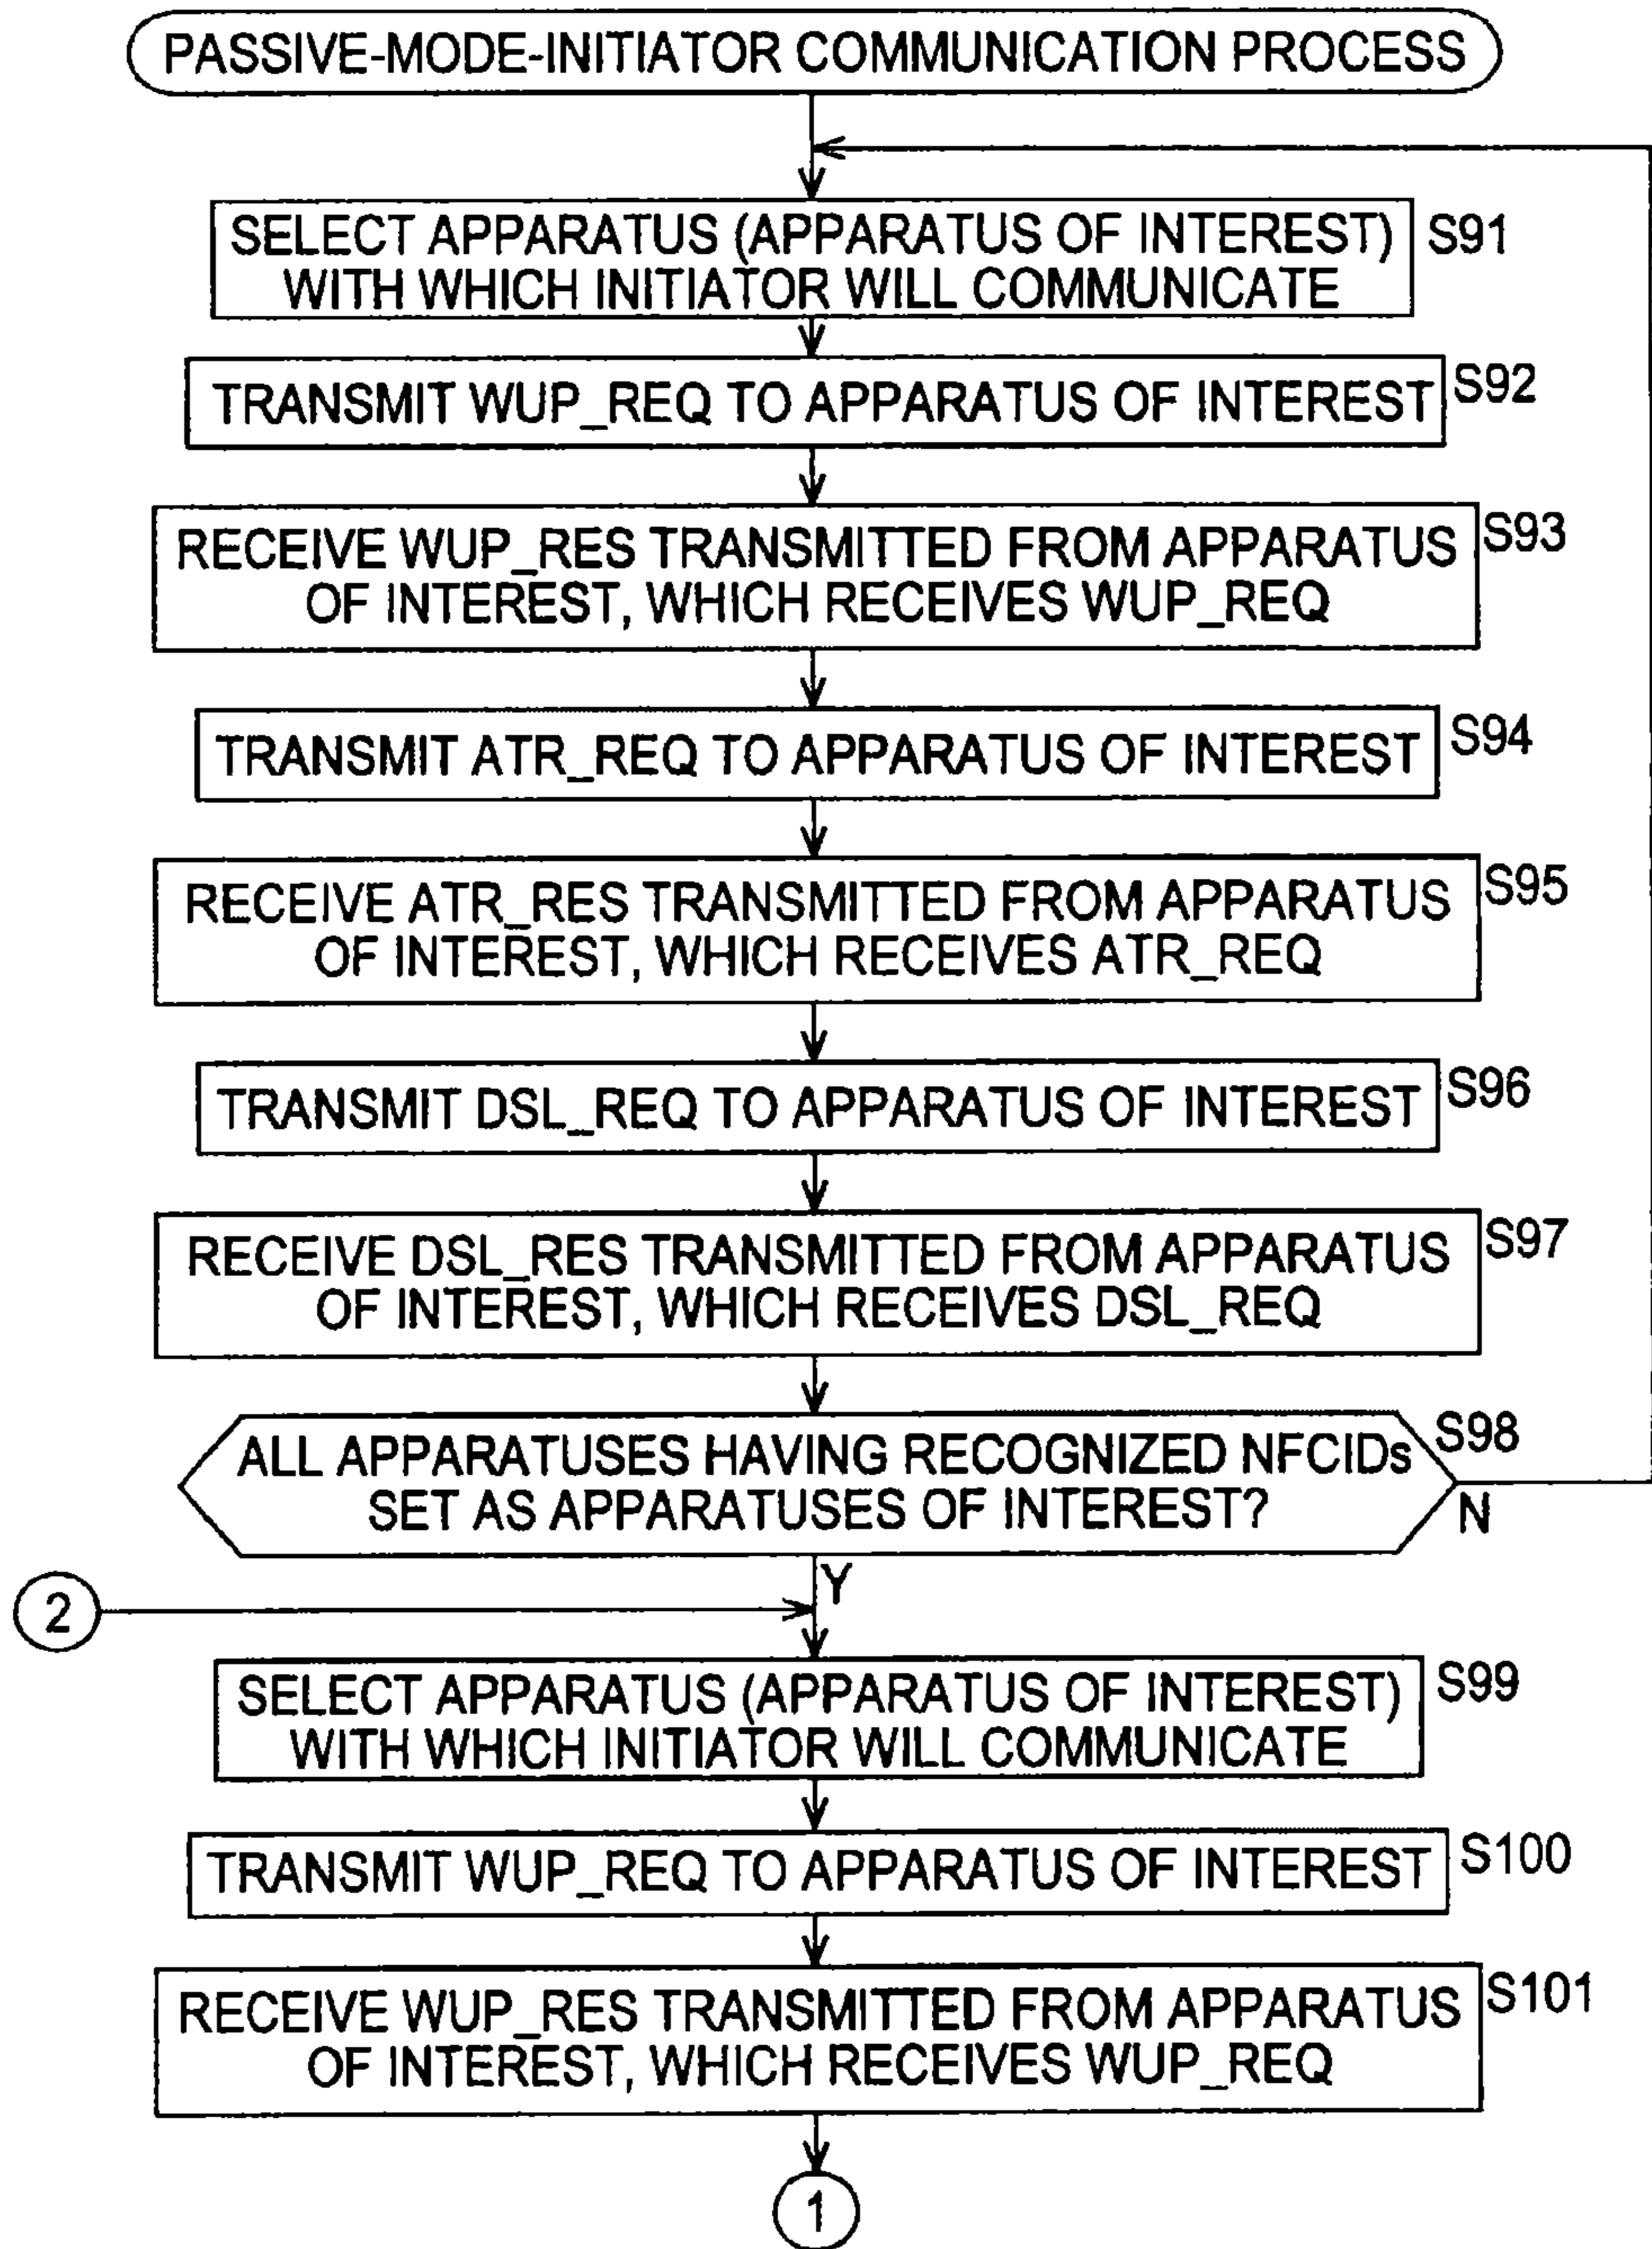 PASSIVE-MODE-INITIATOR COMMUNICATION PROCESS
SELECT APPARATUS (APPARATUS OF INTEREST)
WITH WHICH INITIATOR WILL COMMUNICATE
S91
TRANSMIT WUP_REQ TO APPARATUS OF INTEREST
S92
RECEIVE WUP_RES TRANSMITTED FROM APPARATUS
OF INTEREST, WHICH RECEIVES WUP_REQ
S93
TRANSMIT ATR_REQ TO APPARATUS OF INTEREST
S94
RECEIVE ATR_RES TRANSMITTED FROM APPARATUS
OF INTEREST, WHICH RECEIVES ATR_REQ
S95
TRANSMIT DSL_REQ TO APPARATUS OF INTEREST
S96
RECEIVE DSL_RES TRANSMITTED FROM APPARATUS
OF INTEREST, WHICH RECEIVES DSL_REQ
S97
ALL APPARATUSES HAVING RECOGNIZED NFCIDs
SET AS APPARATUSES OF INTEREST?
S98
N
Y
2
SELECT APPARATUS (APPARATUS OF INTEREST)
WITH WHICH INITIATOR WILL COMMUNICATE
S99
TRANSMIT WUP_REQ TO APPARATUS OF INTEREST
S100
RECEIVE WUP_RES TRANSMITTED FROM APPARATUS
OF INTEREST, WHICH RECEIVES WUP_REQ
S101
1